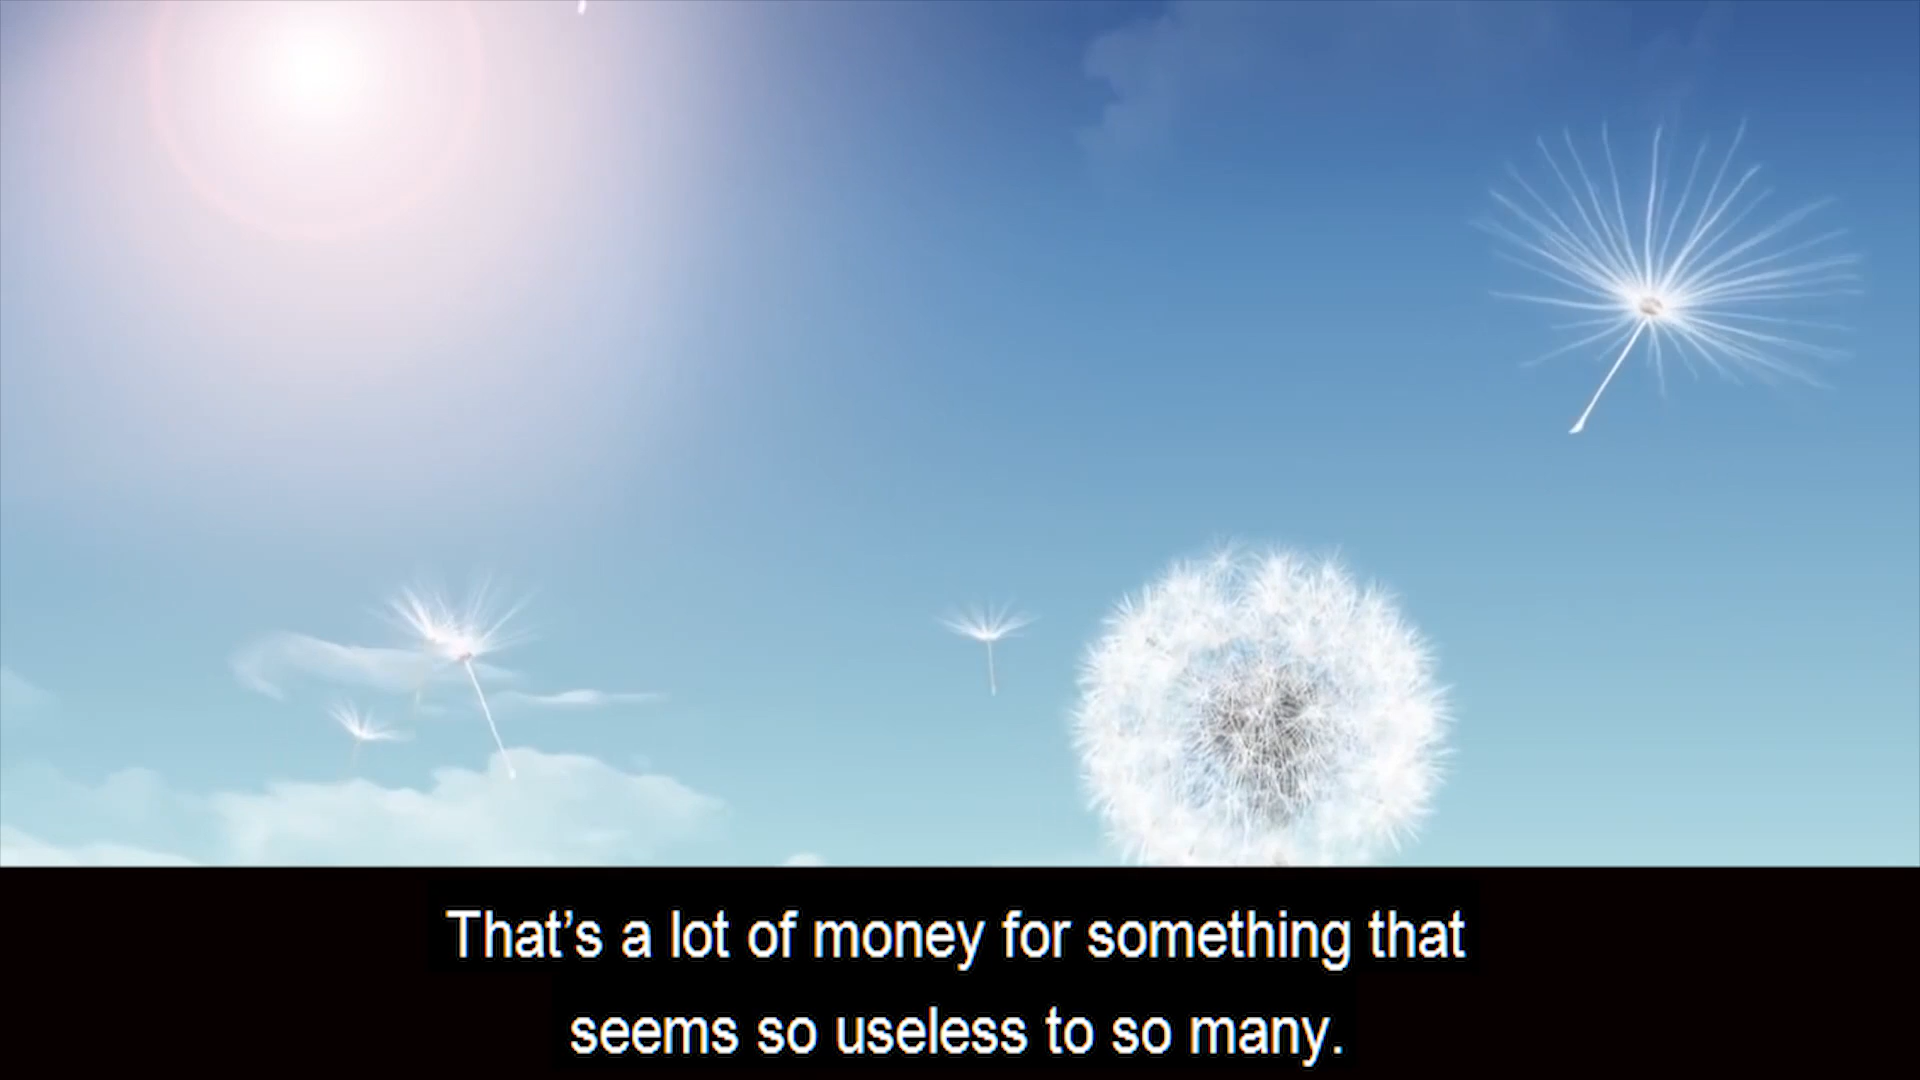 That’s a lot of money for something that
seems so useless to so many.